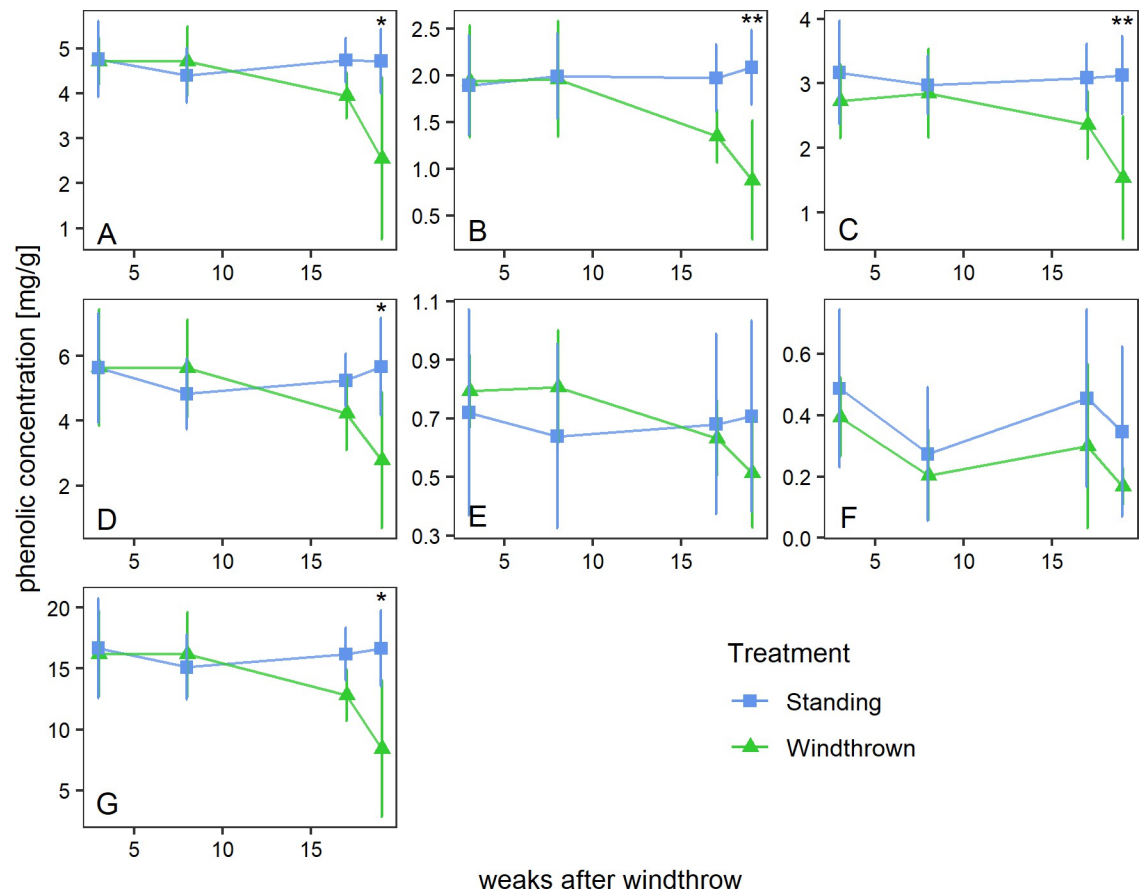 *
5
4
3
2
1
A
5 10 15
**
2.5
2.0
1.5
1.0
0.5
B
5 10 15
**
4
3
2
1
C
5 10 15
phenolic concentration [mg/g]
*
6
4
2
D
5 10 15
1.1
0.9
0.7
0.5
0.3
E
5 10 15
0.6
0.4
0.2
0.0
F
5 15
*
20
15
10
5
G
5 10 15
Treatment
Standing
Windthrown
weaks after windthrow